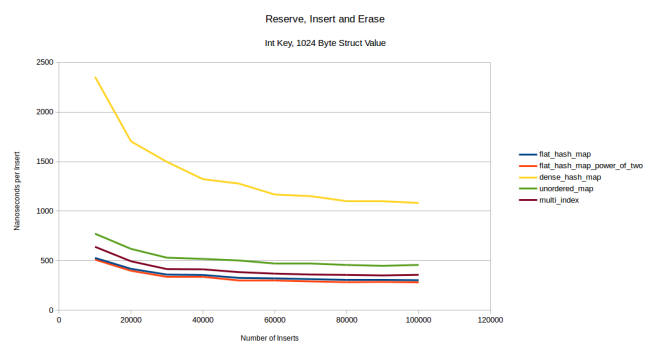 Reserve, Insert and Erase
Int Key, 1024 Byte Struct Value
Nanoseconds per Insert
2500
2000
1500
1000
500
0
0
20000
40000
60000
80000
100000
120000
Number of Inserts
flat_hash_map
flat_hash_map_power_of_two
dense_hash_map
unordered_map
multi_index